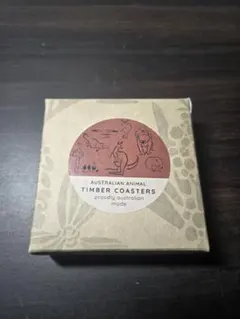 AUSTRALIAN ANIMAL
TIMBER COASTERS
proudly australian
made